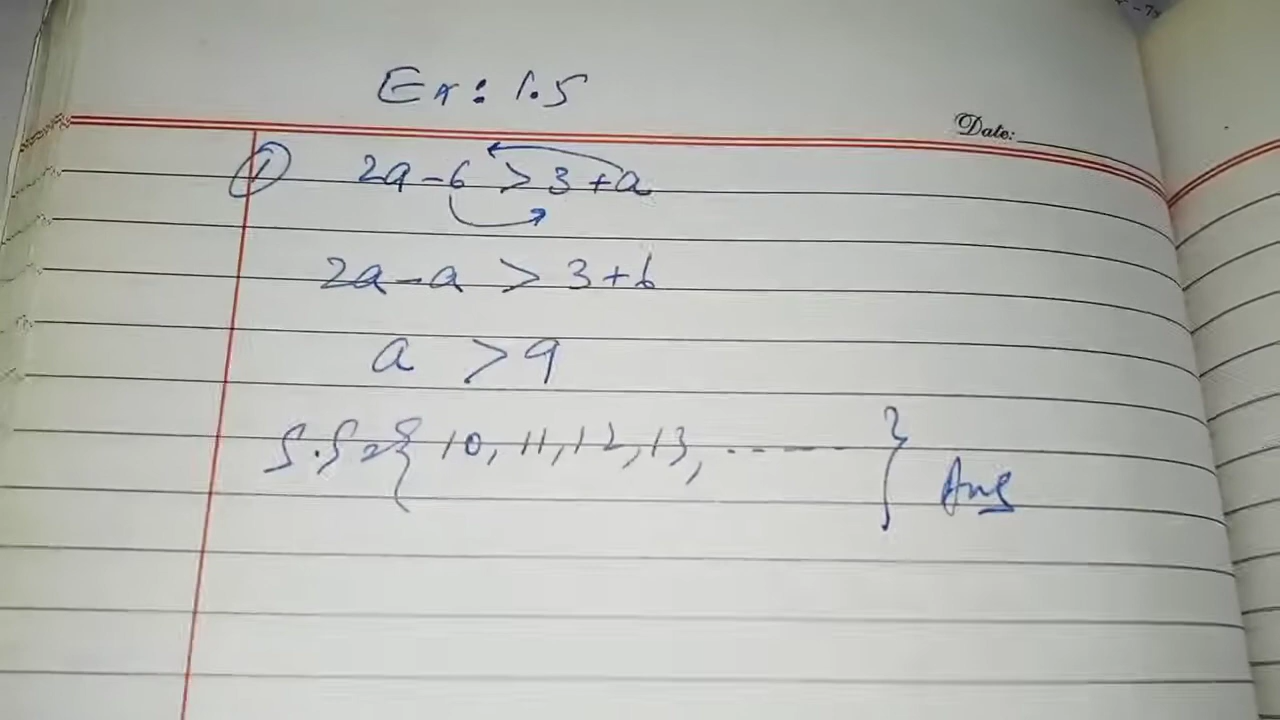 Ex: 1.5
Date:
① 2a - 6 > 3 + a
2a - a > 3 + 6
a > 9
S.S = { 10, 11, 12, 13, ------ } Ans